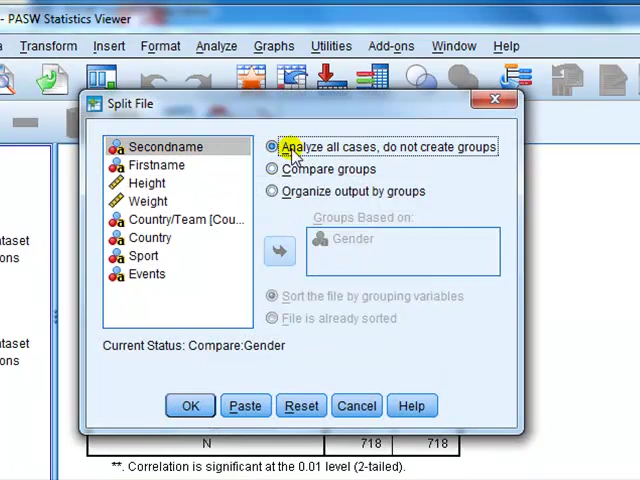 - PASW Statistics Viewer
Transform Insert Format Analyze Graphs Utilities Add-ons Window Help
Split File
Secondname
Firstname
Height
Weight
Country/Team [Cou...
Country
Sport
Events
Analyze all cases, do not create groups
Compare groups
Organize output by groups
Groups Based on:
Gender
Sort the file by grouping variables
File is already sorted
Current Status: Compare:Gender
OK Paste Reset Cancel Help
ataset
ons
ataset
ons
N 718 718
**. Correlation is significant at the 0.01 level (2-tailed).